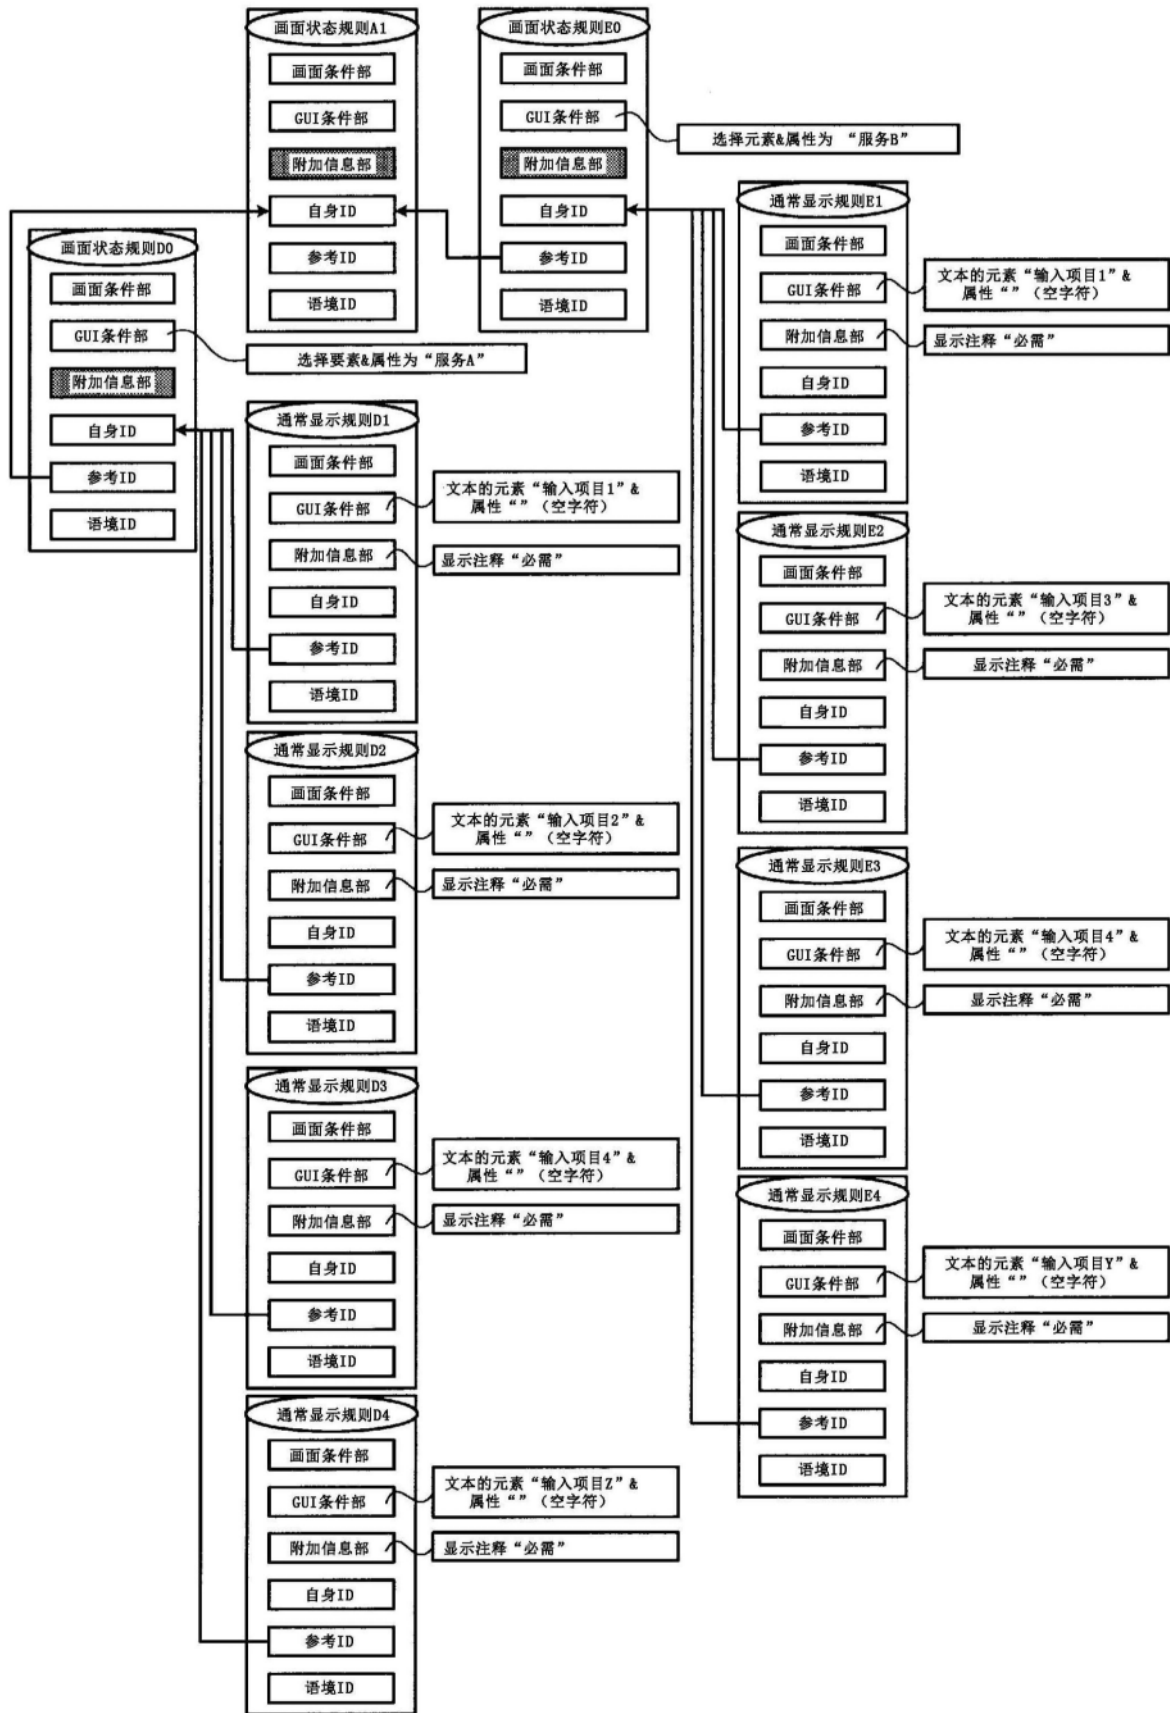 画面状态规则A1
画面条件部
GUI条件部
附加信息部
自身ID
参考ID
语境ID
画面状态规则E0
画面条件部
GUI条件部
附加信息部
自身ID
参考ID
语境ID
选择元素&属性为 “服务B”
画面状态规则D0
画面条件部
GUI条件部
附加信息部
自身ID
参考ID
语境ID
选择要素&属性为“服务A”
通常显示规则D1
画面条件部
GUI条件部
附加信息部
自身ID
参考ID
语境ID
文本的元素“输入项目1”&
属性“”（空字符）
显示注释“必需”
通常显示规则D2
画面条件部
GUI条件部
附加信息部
自身ID
参考ID
语境ID
文本的元素“输入项目2”&
属性“”（空字符）
显示注释“必需”
通常显示规则D3
画面条件部
GUI条件部
附加信息部
自身ID
参考ID
语境ID
文本的元素“输入项目4”&
属性“”（空字符）
显示注释“必需”
通常显示规则D4
画面条件部
GUI条件部
附加信息部
自身ID
参考ID
语境ID
文本的元素“输入项目Z”&
属性“”（空字符）
显示注释“必需”
通常显示规则E1
画面条件部
GUI条件部
附加信息部
自身ID
参考ID
语境ID
文本的元素“输入项目1”&
属性“”（空字符）
显示注释“必需”
通常显示规则E2
画面条件部
GUI条件部
附加信息部
自身ID
参考ID
语境ID
文本的元素“输入项目3”&
属性“”（空字符）
显示注释“必需”
通常显示规则E3
画面条件部
GUI条件部
附加信息部
自身ID
参考ID
语境ID
文本的元素“输入项目4”&
属性“”（空字符）
显示注释“必需”
通常显示规则E4
画面条件部
GUI条件部
附加信息部
自身ID
参考ID
语境ID
文本的元素“输入项目Y”&
属性“”（空字符）
显示注释“必需”